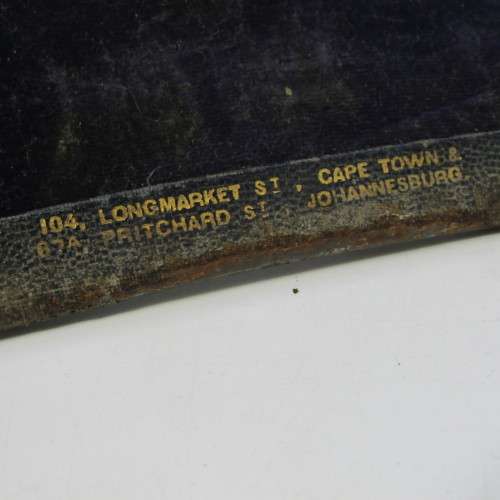 104, LONGMARKET ST, CAPE TOWN &
67A, PRITCHARD ST, JOHANNESBURG.